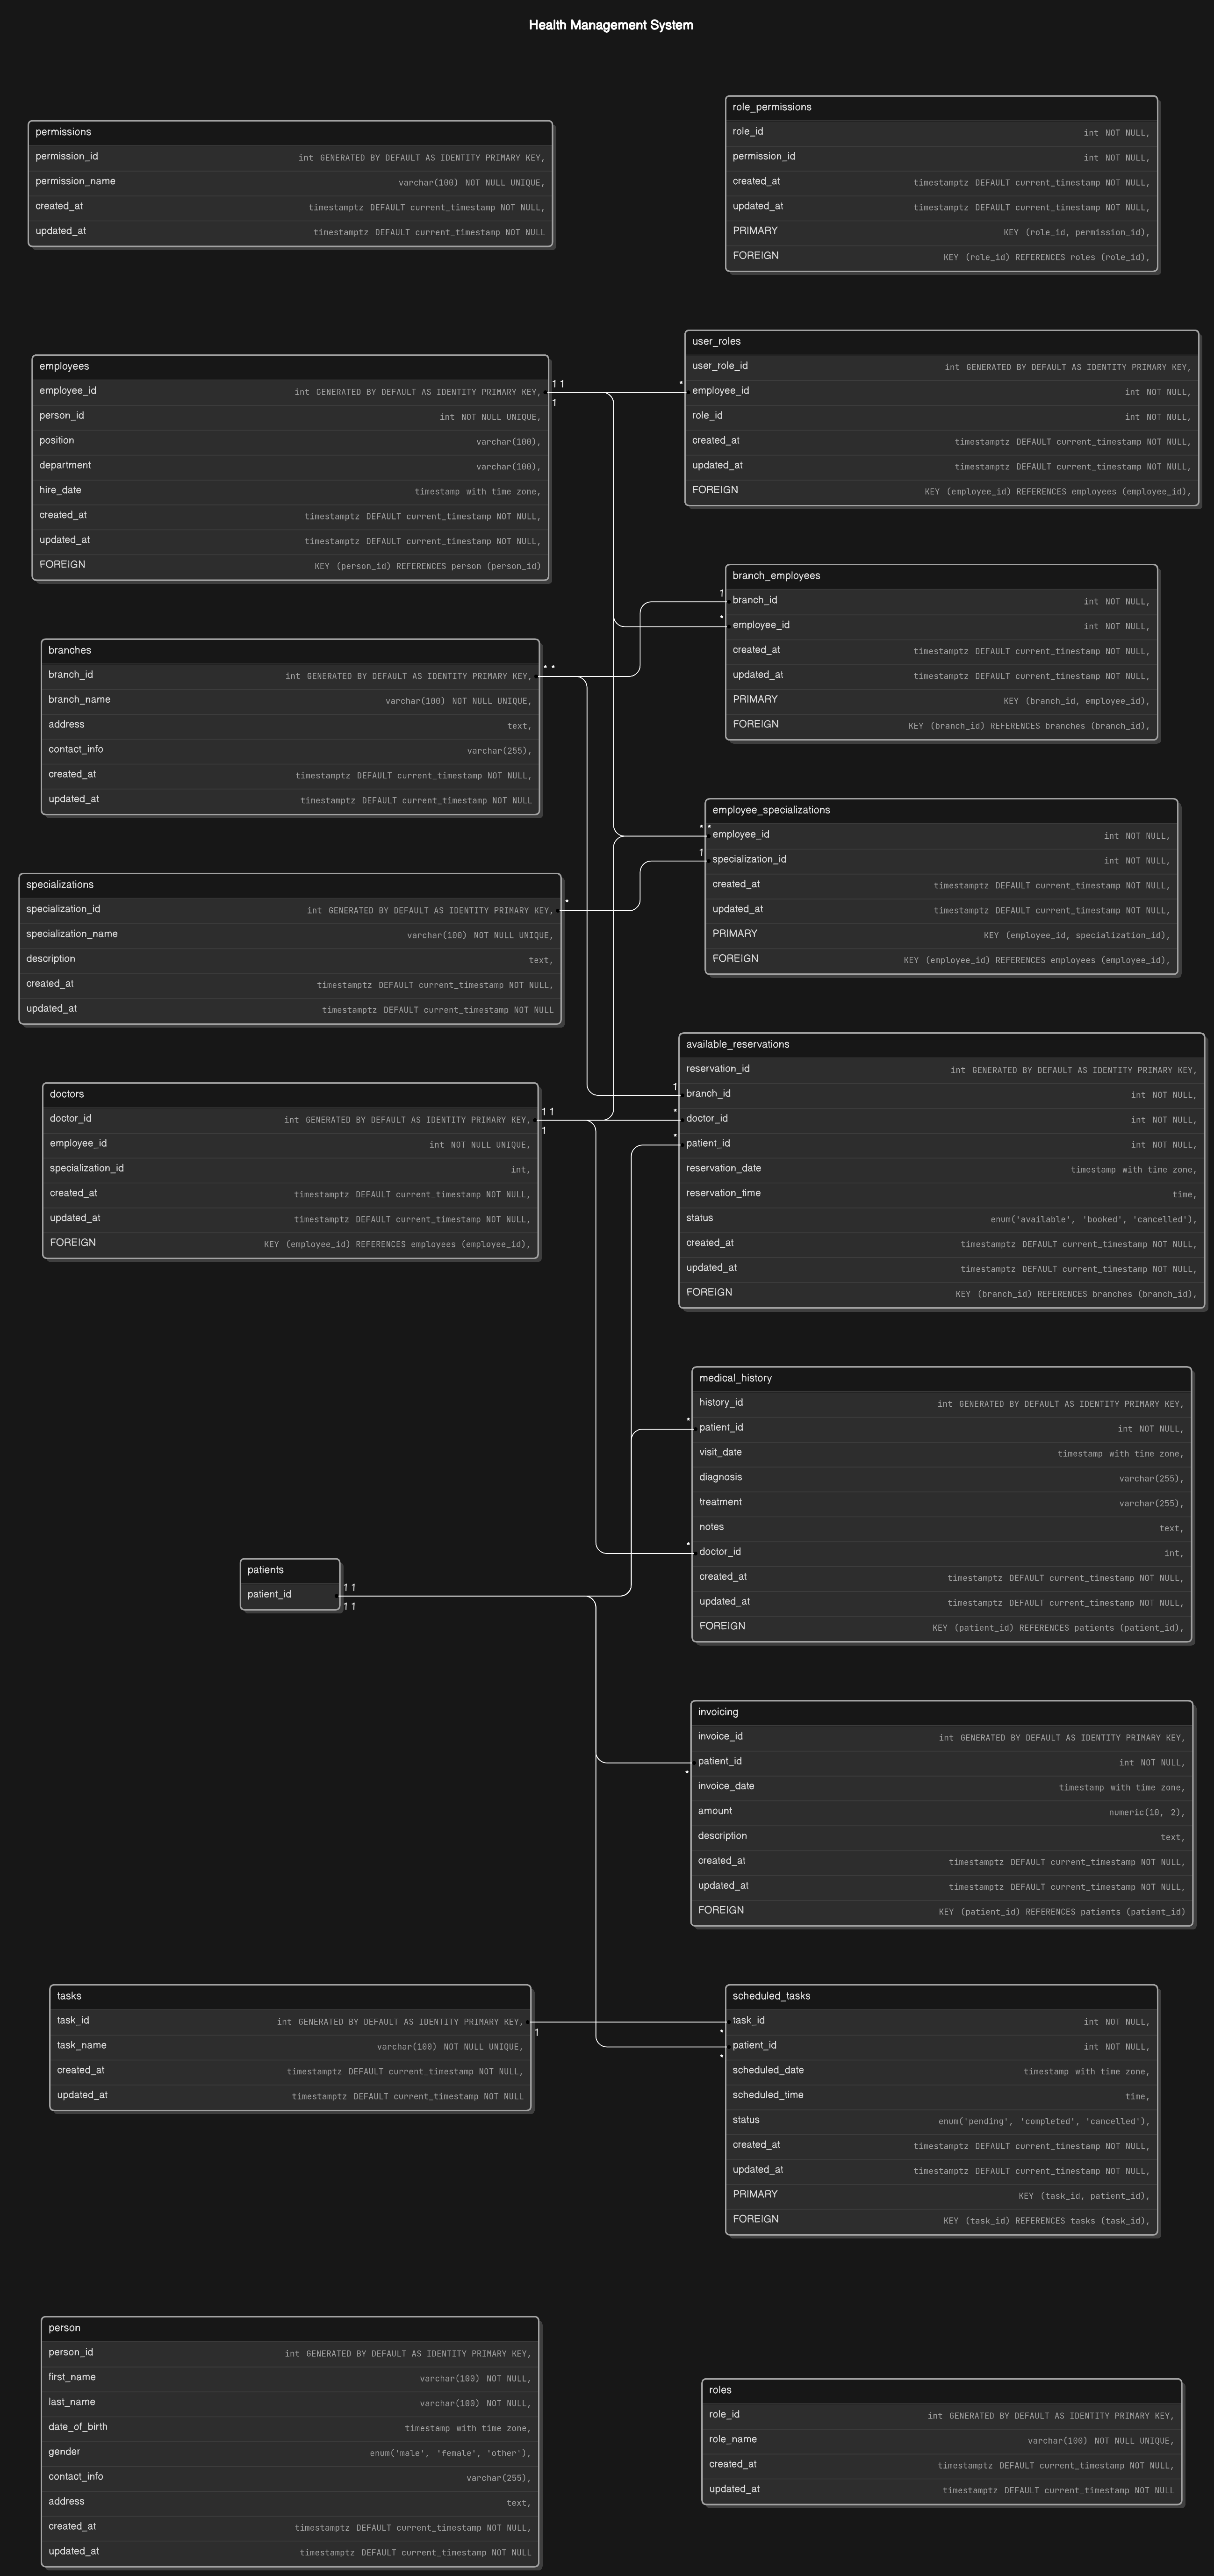 Health Management System
permissions
permission_id int GENERATED BY DEFAULT AS IDENTITY PRIMARY KEY,
permission_name varchar(100) NOT NULL UNIQUE,
created_at timestamptz DEFAULT current_timestamp NOT NULL,
updated_at timestamptz DEFAULT current_timestamp NOT NULL
role_permissions
role_id int NOT NULL,
permission_id int NOT NULL,
created_at timestamptz DEFAULT current_timestamp NOT NULL,
updated_at timestamptz DEFAULT current_timestamp NOT NULL,
PRIMARY KEY (role_id, permission_id),
FOREIGN KEY (role_id) REFERENCES roles (role_id),
employees
employee_id int GENERATED BY DEFAULT AS IDENTITY PRIMARY KEY,
person_id int NOT NULL UNIQUE,
position varchar(100),
department varchar(100),
hire_date timestamp with time zone,
created_at timestamptz DEFAULT current_timestamp NOT NULL,
updated_at timestamptz DEFAULT current_timestamp NOT NULL,
FOREIGN KEY (person_id) REFERENCES person (person_id)
1 1
1
*
user_roles
user_role_id int GENERATED BY DEFAULT AS IDENTITY PRIMARY KEY,
employee_id int NOT NULL,
role_id int NOT NULL,
created_at timestamptz DEFAULT current_timestamp NOT NULL,
updated_at timestamptz DEFAULT current_timestamp NOT NULL,
FOREIGN KEY (employee_id) REFERENCES employees (employee_id),
branches
branch_id int GENERATED BY DEFAULT AS IDENTITY PRIMARY KEY,
branch_name varchar(100) NOT NULL UNIQUE,
address text,
contact_info varchar(255),
created_at timestamptz DEFAULT current_timestamp NOT NULL,
updated_at timestamptz DEFAULT current_timestamp NOT NULL
* *
1
*
branch_employees
branch_id int NOT NULL,
employee_id int NOT NULL,
created_at timestamptz DEFAULT current_timestamp NOT NULL,
updated_at timestamptz DEFAULT current_timestamp NOT NULL,
PRIMARY KEY (branch_id, employee_id),
FOREIGN KEY (branch_id) REFERENCES branches (branch_id),
specializations
specialization_id int GENERATED BY DEFAULT AS IDENTITY PRIMARY KEY,
specialization_name varchar(100) NOT NULL UNIQUE,
description text,
created_at timestamptz DEFAULT current_timestamp NOT NULL,
updated_at timestamptz DEFAULT current_timestamp NOT NULL
*
* *
1
employee_specializations
employee_id int NOT NULL,
specialization_id int NOT NULL,
created_at timestamptz DEFAULT current_timestamp NOT NULL,
updated_at timestamptz DEFAULT current_timestamp NOT NULL,
PRIMARY KEY (employee_id, specialization_id),
FOREIGN KEY (employee_id) REFERENCES employees (employee_id),
doctors
doctor_id int GENERATED BY DEFAULT AS IDENTITY PRIMARY KEY,
employee_id int NOT NULL UNIQUE,
specialization_id int,
created_at timestamptz DEFAULT current_timestamp NOT NULL,
updated_at timestamptz DEFAULT current_timestamp NOT NULL,
FOREIGN KEY (employee_id) REFERENCES employees (employee_id),
1 1
1
1
*
*
available_reservations
reservation_id int GENERATED BY DEFAULT AS IDENTITY PRIMARY KEY,
branch_id int NOT NULL,
doctor_id int NOT NULL,
patient_id int NOT NULL,
reservation_date timestamp with time zone,
reservation_time time,
status enum('available', 'booked', 'cancelled'),
created_at timestamptz DEFAULT current_timestamp NOT NULL,
updated_at timestamptz DEFAULT current_timestamp NOT NULL,
FOREIGN KEY (branch_id) REFERENCES branches (branch_id),
medical_history
history_id int GENERATED BY DEFAULT AS IDENTITY PRIMARY KEY,
*
patient_id int NOT NULL,
visit_date timestamp with time zone,
diagnosis varchar(255),
treatment varchar(255),
notes text,
*
doctor_id int,
created_at timestamptz DEFAULT current_timestamp NOT NULL,
updated_at timestamptz DEFAULT current_timestamp NOT NULL,
FOREIGN KEY (patient_id) REFERENCES patients (patient_id),
patients
patient_id
1 1
1 1
invoicing
invoice_id int GENERATED BY DEFAULT AS IDENTITY PRIMARY KEY,
patient_id int NOT NULL,
*
invoice_date timestamp with time zone,
amount numeric(10, 2),
description text,
created_at timestamptz DEFAULT current_timestamp NOT NULL,
updated_at timestamptz DEFAULT current_timestamp NOT NULL,
FOREIGN KEY (patient_id) REFERENCES patients (patient_id)
tasks
task_id int GENERATED BY DEFAULT AS IDENTITY PRIMARY KEY,
task_name varchar(100) NOT NULL UNIQUE,
created_at timestamptz DEFAULT current_timestamp NOT NULL,
updated_at timestamptz DEFAULT current_timestamp NOT NULL
1
*
*
scheduled_tasks
task_id int NOT NULL,
patient_id int NOT NULL,
scheduled_date timestamp with time zone,
scheduled_time time,
status enum('pending', 'completed', 'cancelled'),
created_at timestamptz DEFAULT current_timestamp NOT NULL,
updated_at timestamptz DEFAULT current_timestamp NOT NULL,
PRIMARY KEY (task_id, patient_id),
FOREIGN KEY (task_id) REFERENCES tasks (task_id),
person
person_id int GENERATED BY DEFAULT AS IDENTITY PRIMARY KEY,
first_name varchar(100) NOT NULL,
last_name varchar(100) NOT NULL,
date_of_birth timestamp with time zone,
gender enum('male', 'female', 'other'),
contact_info varchar(255),
address text,
created_at timestamptz DEFAULT current_timestamp NOT NULL,
updated_at timestamptz DEFAULT current_timestamp NOT NULL
roles
role_id int GENERATED BY DEFAULT AS IDENTITY PRIMARY KEY,
role_name varchar(100) NOT NULL UNIQUE,
created_at timestamptz DEFAULT current_timestamp NOT NULL,
updated_at timestamptz DEFAULT current_timestamp NOT NULL